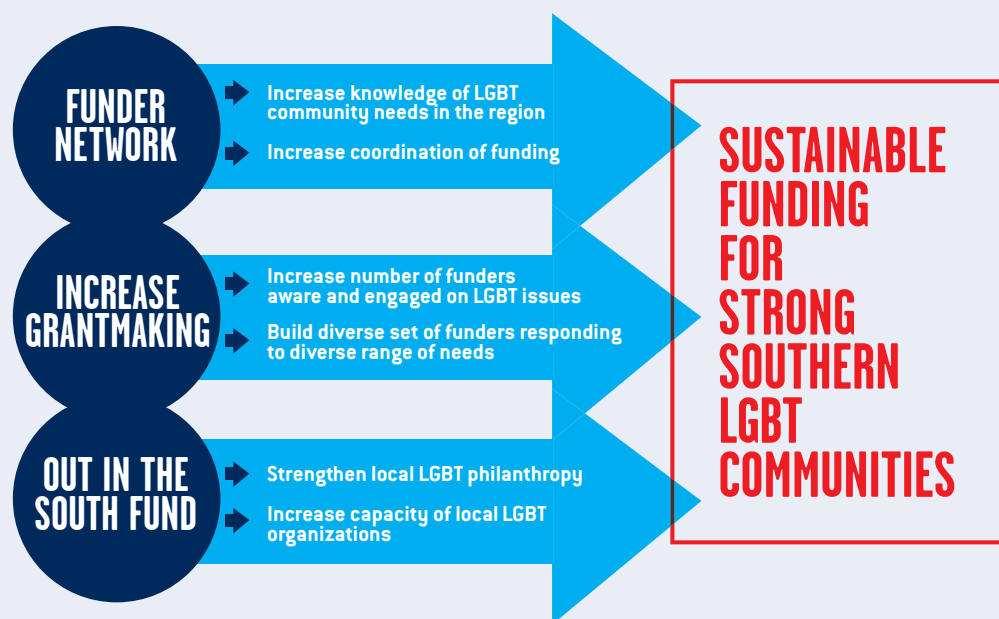 FUNDER
NETWORK
Increase knowledge of LGBT
community needs in the region
Increase coordination of funding
INCREASE
GRANTMAKING
Increase number of funders
aware and engaged on LGBT issues
Build diverse set of funders responding
to diverse range of needs
OUT IN THE
SOUTH FUND
Strengthen local LGBT philanthropy
Increase capacity of local LGBT
organizations
SUSTAINABLE
FUNDING
FOR
STRONG
SOUTHERN
LGBT
COMMUNITIES